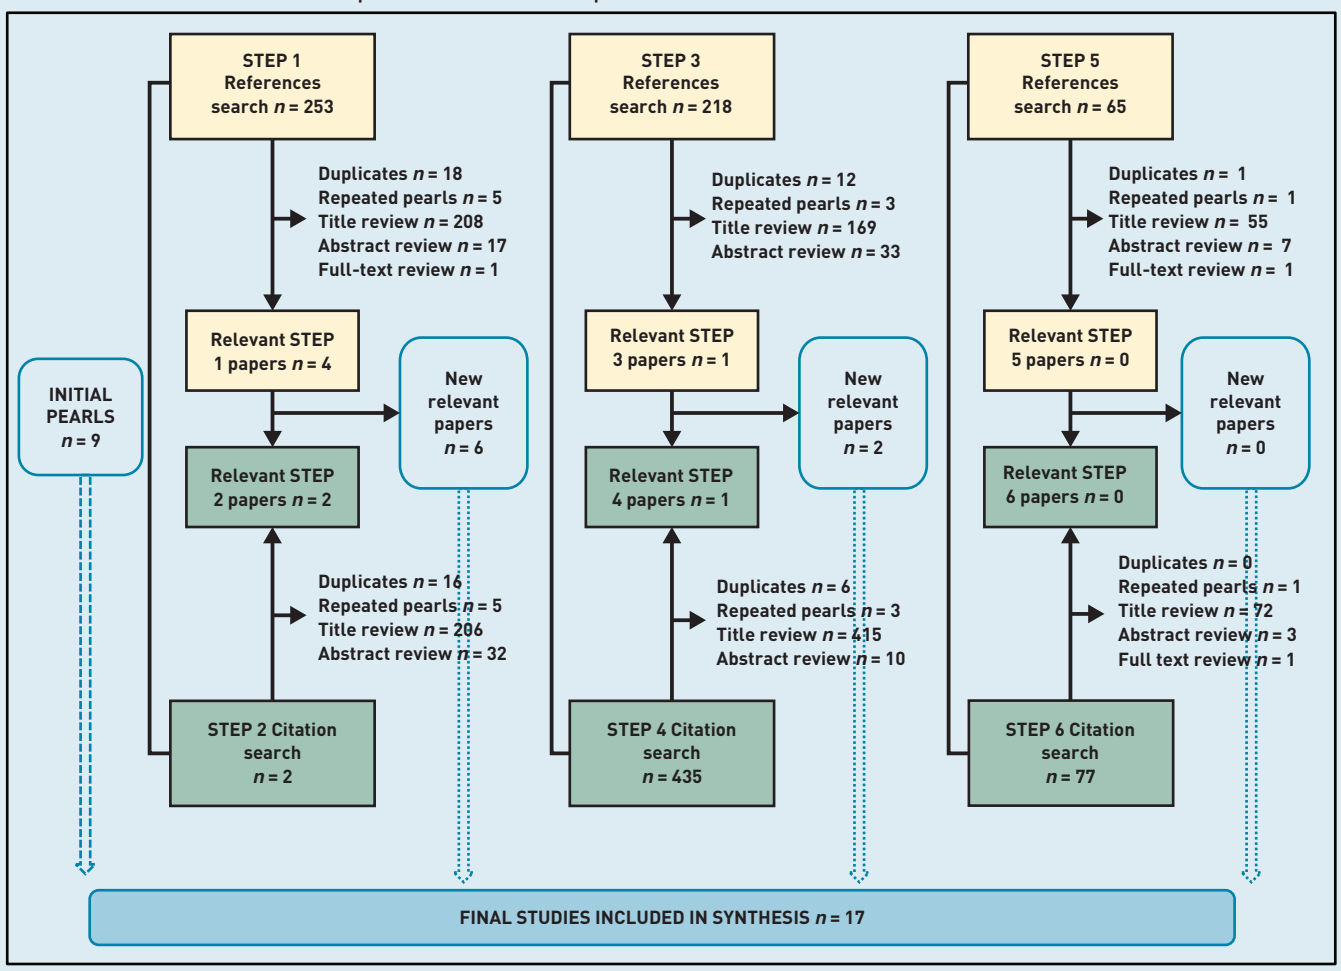 STEP 1
References
search n = 253
Duplicates n = 18
Repeated pearls n = 5
Title review n = 208
Abstract review n = 17
Full-text review n = 1
Relevant STEP
1 papers n = 4
INITIAL
PEARLS
n = 9
New
relevant
papers
n = 6
Relevant STEP
2 papers n = 2
Duplicates n = 16
Repeated pearls n = 5
Title review n = 206
Abstract review n = 32
STEP 2 Citation
search
n = 2
STEP 3
References
search n = 218
Duplicates n = 12
Repeated pearls n = 3
Title review n = 169
Abstract review n = 33
Relevant STEP
3 papers n = 1
New
relevant
papers
n = 2
Relevant STEP
4 papers n = 1
Duplicates n = 6
Repeated pearls n = 3
Title review n = 415
Abstract review n = 10
STEP 4 Citation
search
n = 435
STEP 5
References
search n = 65
Duplicates n = 1
Repeated pearls n = 1
Title review n = 55
Abstract review n = 7
Full-text review n = 1
Relevant STEP
5 papers n = 0
New
relevant
papers
n = 0
Relevant STEP
6 papers n = 0
Duplicates n = 0
Repeated pearls n = 1
Title review n = 72
Abstract review n = 3
Full text review n = 1
STEP 6 Citation
search
n = 77
FINAL STUDIES INCLUDED IN SYNTHESIS n = 17